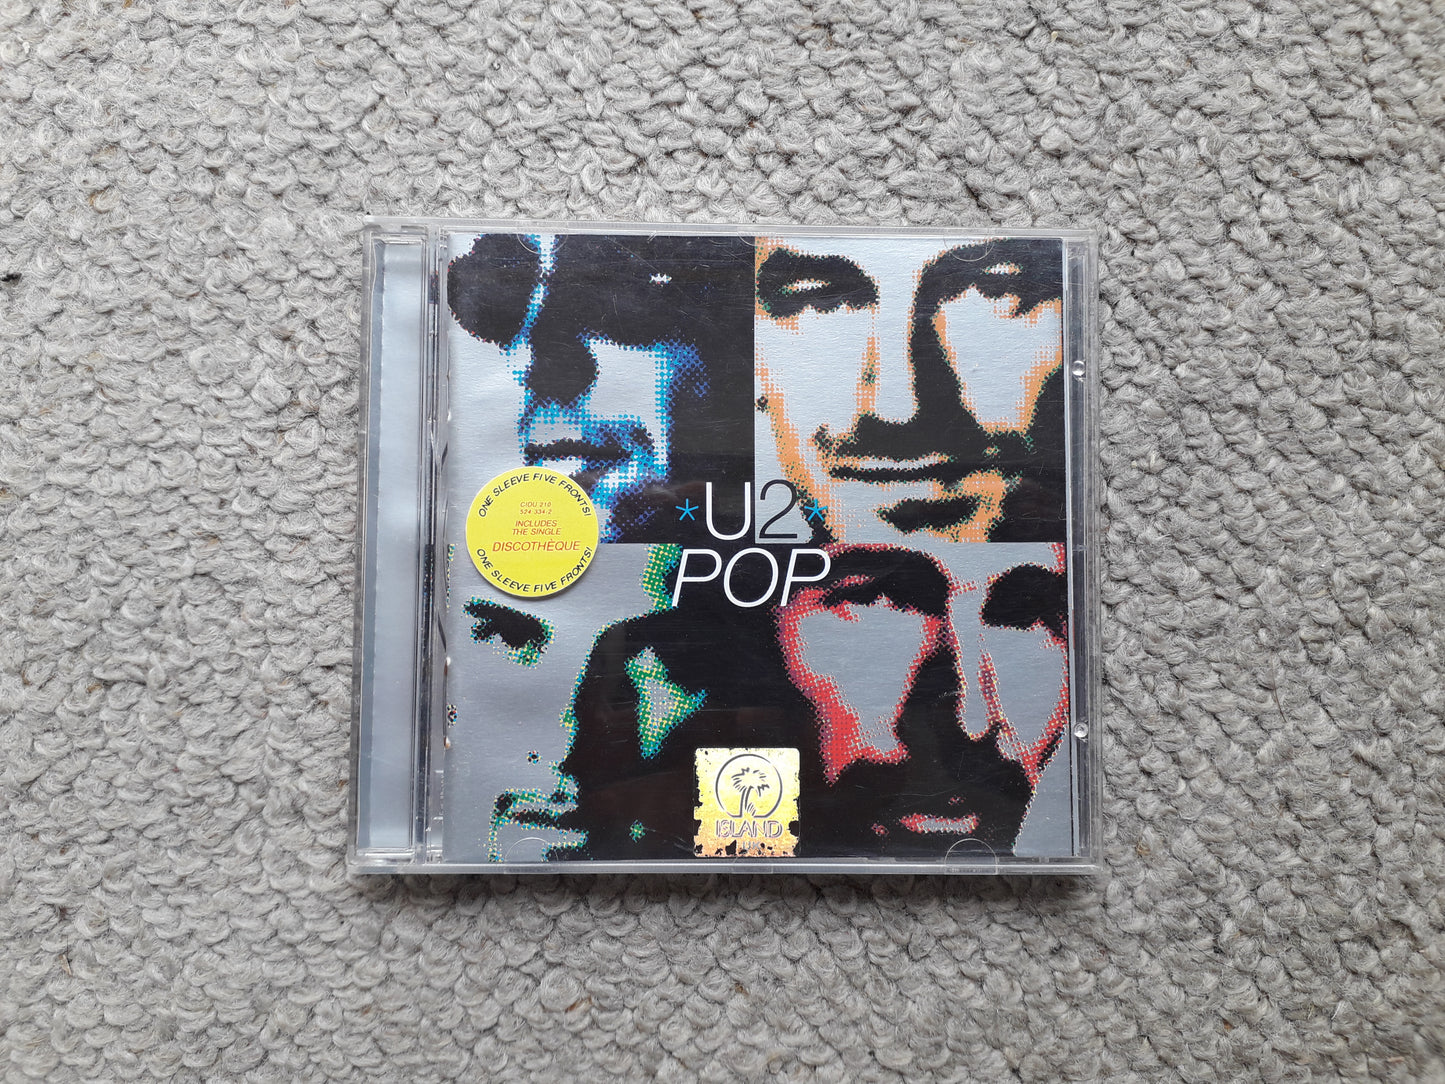 ONE SLEEVE FIVE FRONTS!
CIDU 210
524 334-2
INCLUDES
THE SINGLE
DISCOTHÈQUE
ONE SLEEVE FIVE FRONTS!
*U2*
POP
ISLAND